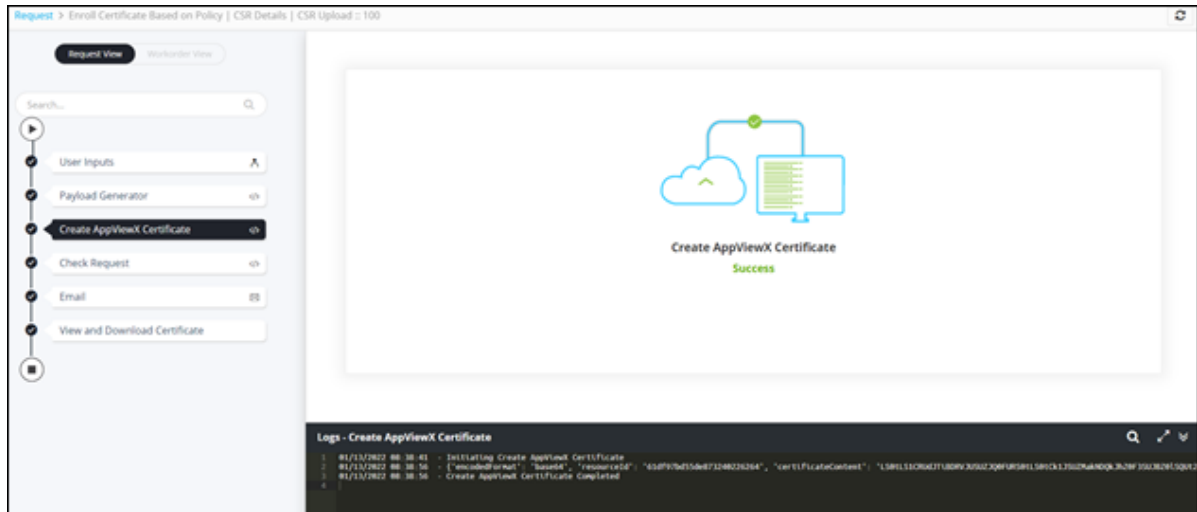 Request > Enroll Certificate Based on Policy | CSR Details | CSR Upload :: 100
Request View
Workorder View
Search...
User Inputs
Payload Generator
Create AppViewX Certificate
Check Request
Email
View and Download Certificate
Create AppViewX Certificate
Success
Logs - Create AppViewX Certificate
1 01/13/2022 08:38:41 - Initiating Create AppViewX Certificate
2 01/13/2022 08:38:56 - {'encodedFormat': 'base64', 'resourceId': 'certificateContent':
3 01/13/2022 08:38:56 - Create AppViewX Certificate Completed
4